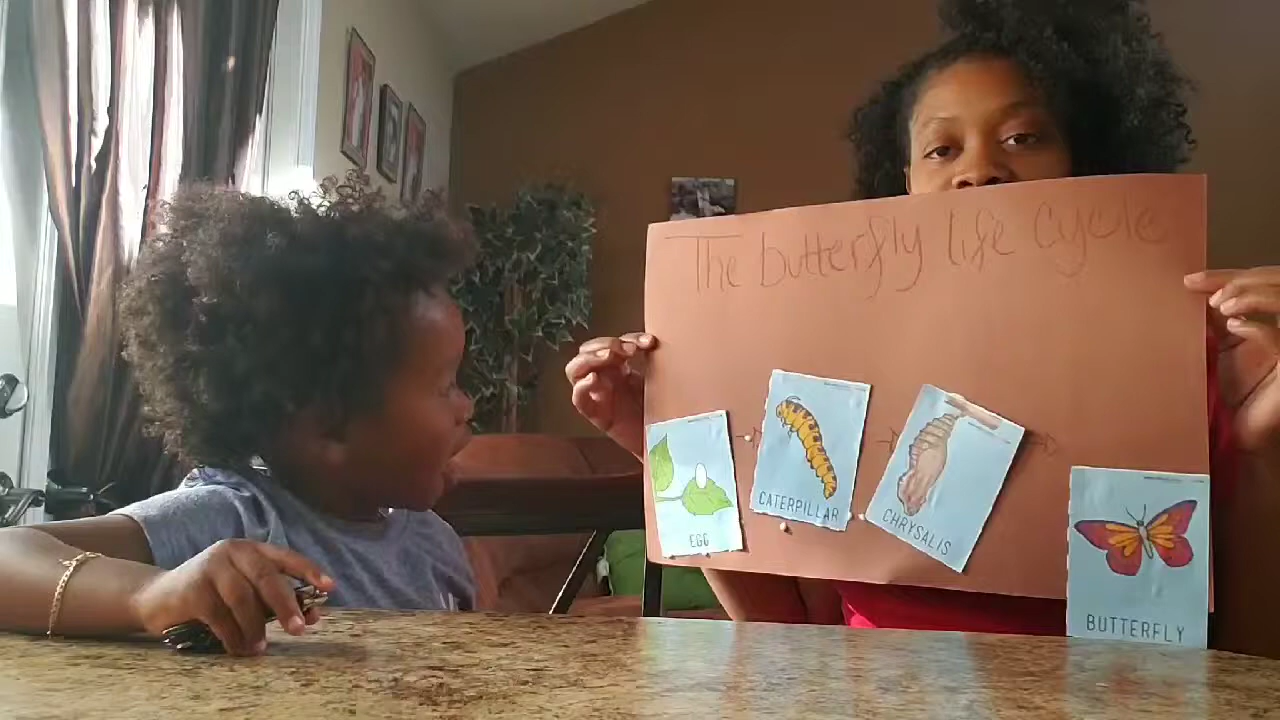 The butterfly life cycle
EGG
CATERPILLAR
CHRYSALIS
BUTTERFLY